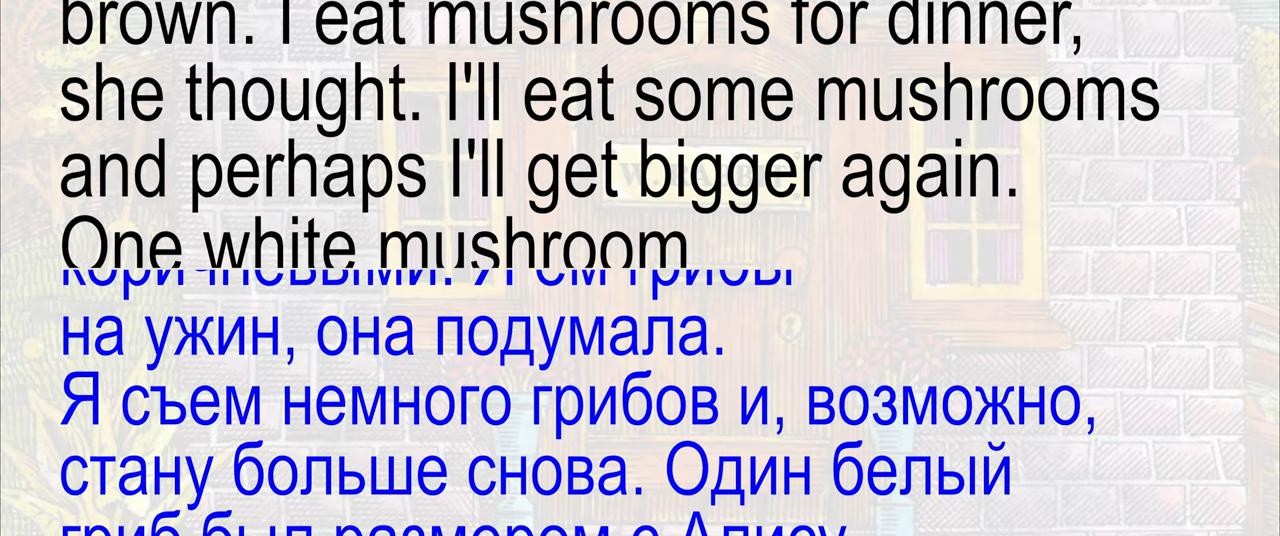 brown. I eat mushrooms for dinner,
she thought. I'll eat some mushrooms
and perhaps I'll get bigger again.
One white mushroom
коричневыми. Я ем грибы
на ужин, она подумала.
Я съем немного грибов и, возможно,
стану больше снова. Один белый
гриб был размером с Алису